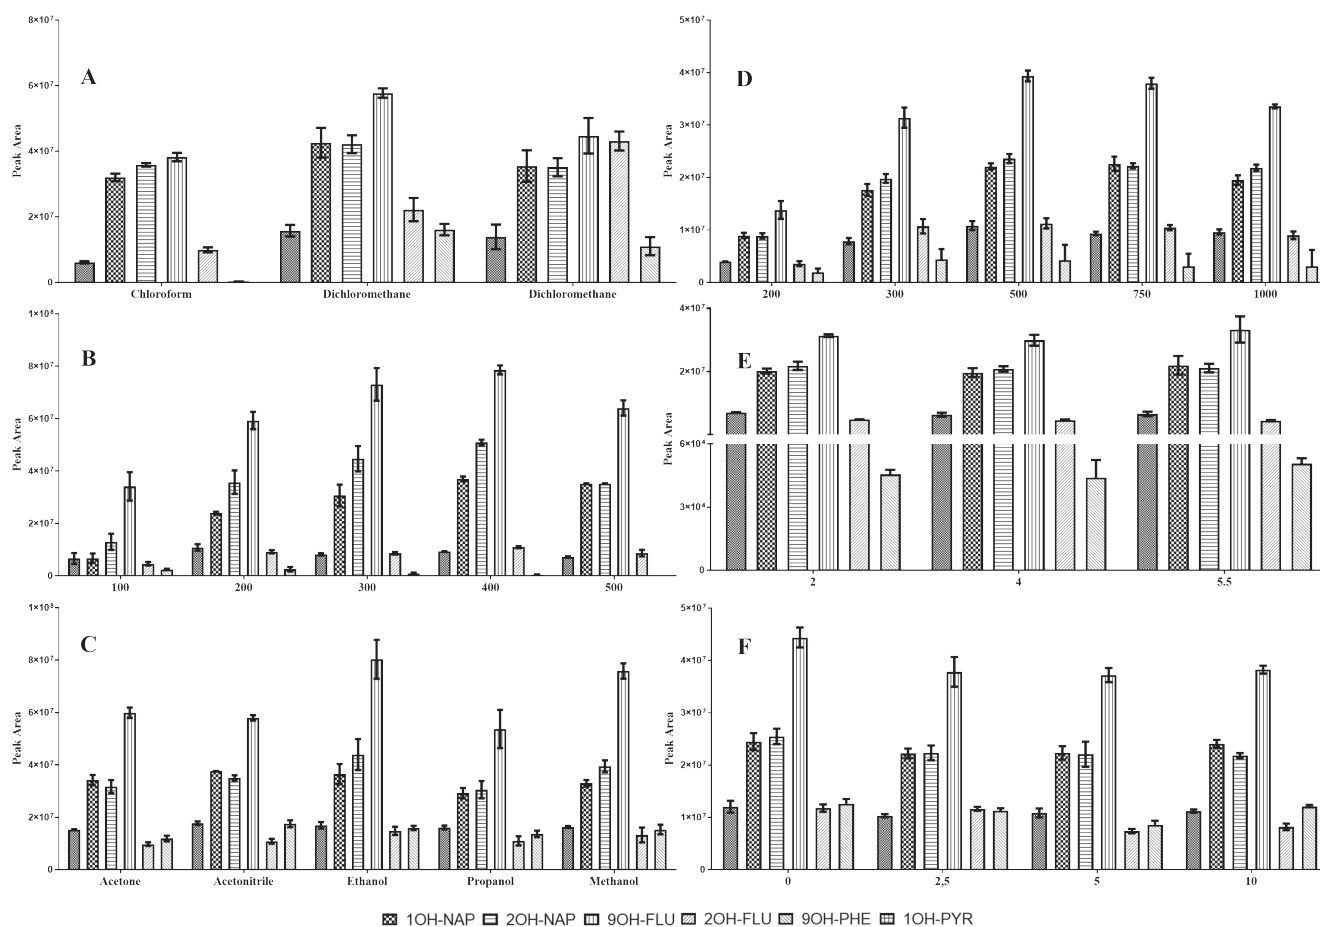 A
Peak Area
8×10⁷
6×10⁷
4×10⁷
2×10⁷
0
Chloroform Dichloromethane Dichloromethane
B
Peak Area
1×10⁸
8×10⁷
6×10⁷
4×10⁷
2×10⁷
0
100 200 300 400 500
C
Peak Area
1×10⁸
8×10⁷
6×10⁷
4×10⁷
2×10⁷
0
Acetone Acetonitrile Ethanol Propanol Methanol
D
Peak Area
5×10⁷
4×10⁷
3×10⁷
2×10⁷
1×10⁷
0
200 300 500 750 1000
E
Peak Area
4×10⁷
2×10⁷
6×10⁴
3×10⁴
0
2 4 5.5
F
Peak Area
5×10⁷
4×10⁷
3×10⁷
2×10⁷
1×10⁷
0
0 2,5 5 10
1OH-NAP 2OH-NAP 9OH-FLU 2OH-FLU 9OH-PHE 1OH-PYR